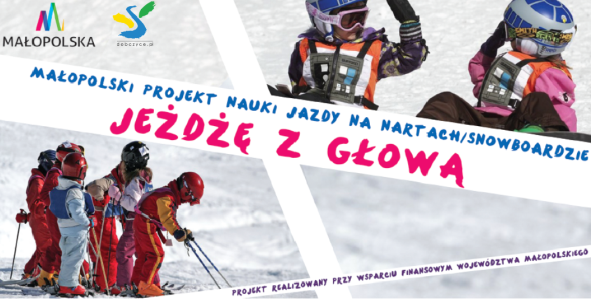 MAŁOPOLSKA
MAŁOPOLSKI PROJEKT NAUKI JAZDY NA NARTACH/SNOWBOARDZIE
JEŻDŻĘ Z GŁOWĄ
PROJEKT REALIZOWANY PRZY WSPARCIU FINANSOWYM WOJEWÓDZTWA MAŁOPOLSKIEGO